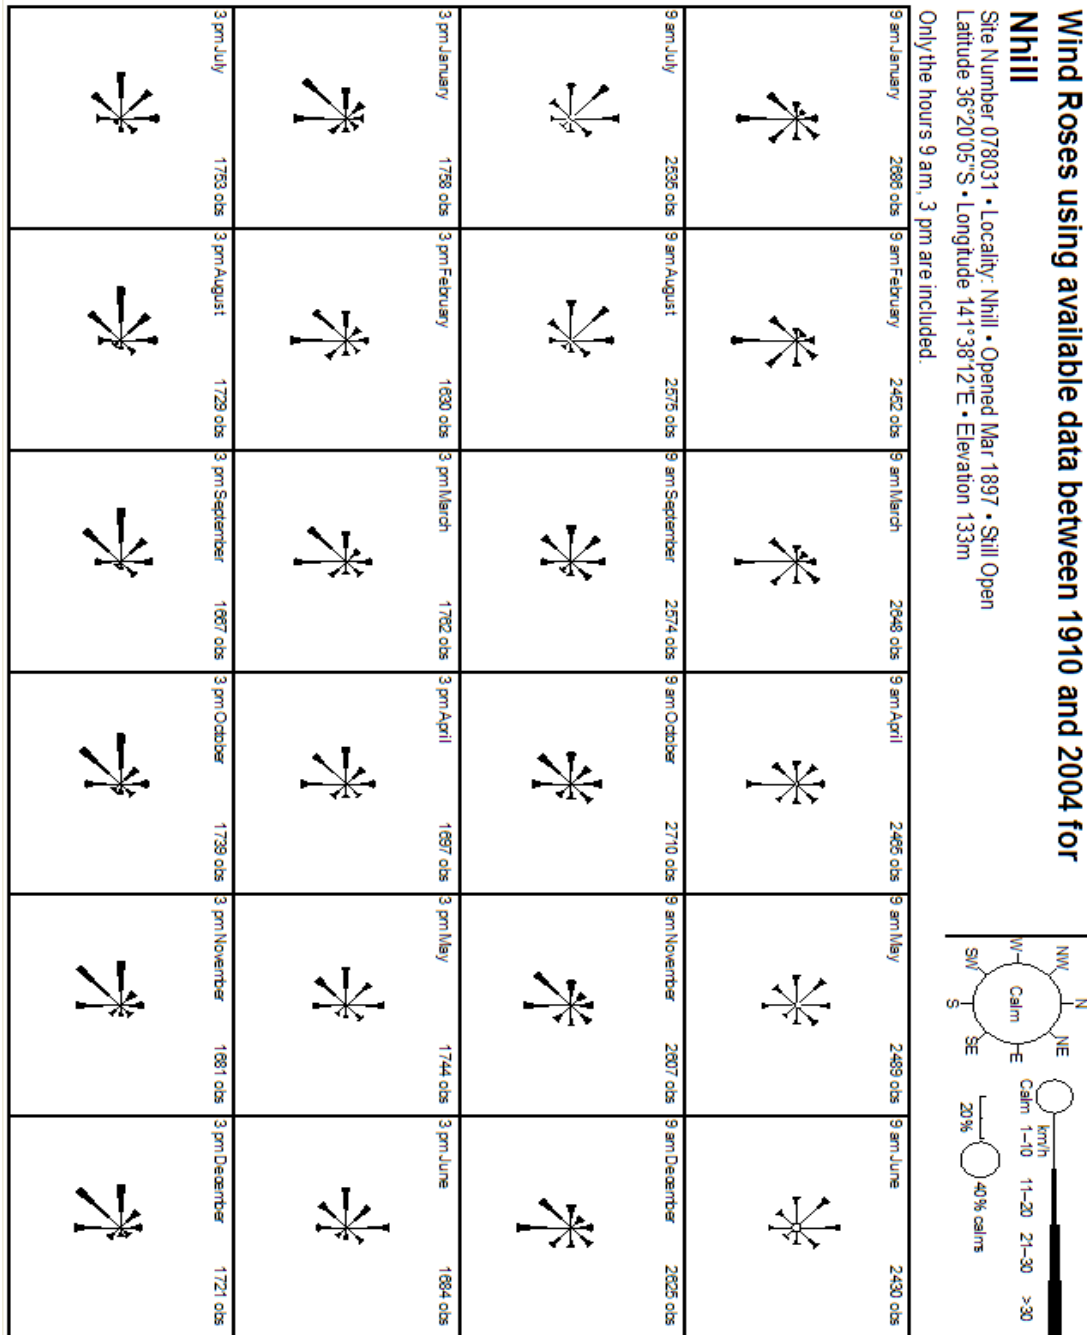 Wind Roses using available data between 1910 and 2004 for
Nhill
Site Number 078031 • Locality: Nhill • Opened Mar 1897 • Still Open
Latitude 36°20'05"S • Longitude 141°38'12"E • Elevation 133m
Only the hours 9 am, 3 pm are included.
N
NW
NE
W
Calm
E
SW
SE
S
km/h
Calm 1–10 11–20 21–30 >30
20%
40% calms
9 am January 2686 obs
9 am February 2452 obs
9 am March 2648 obs
9 am April 2465 obs
9 am May 2489 obs
9 am June 2430 obs
9 am July 2535 obs
9 am August 2575 obs
9 am September 2574 obs
9 am October 2710 obs
9 am November 2607 obs
9 am December 2625 obs
3 pm January 1758 obs
3 pm February 1630 obs
3 pm March 1762 obs
3 pm April 1697 obs
3 pm May 1744 obs
3 pm June 1684 obs
3 pm July 1753 obs
3 pm August 1729 obs
3 pm September 1667 obs
3 pm October 1739 obs
3 pm November 1681 obs
3 pm December 1721 obs